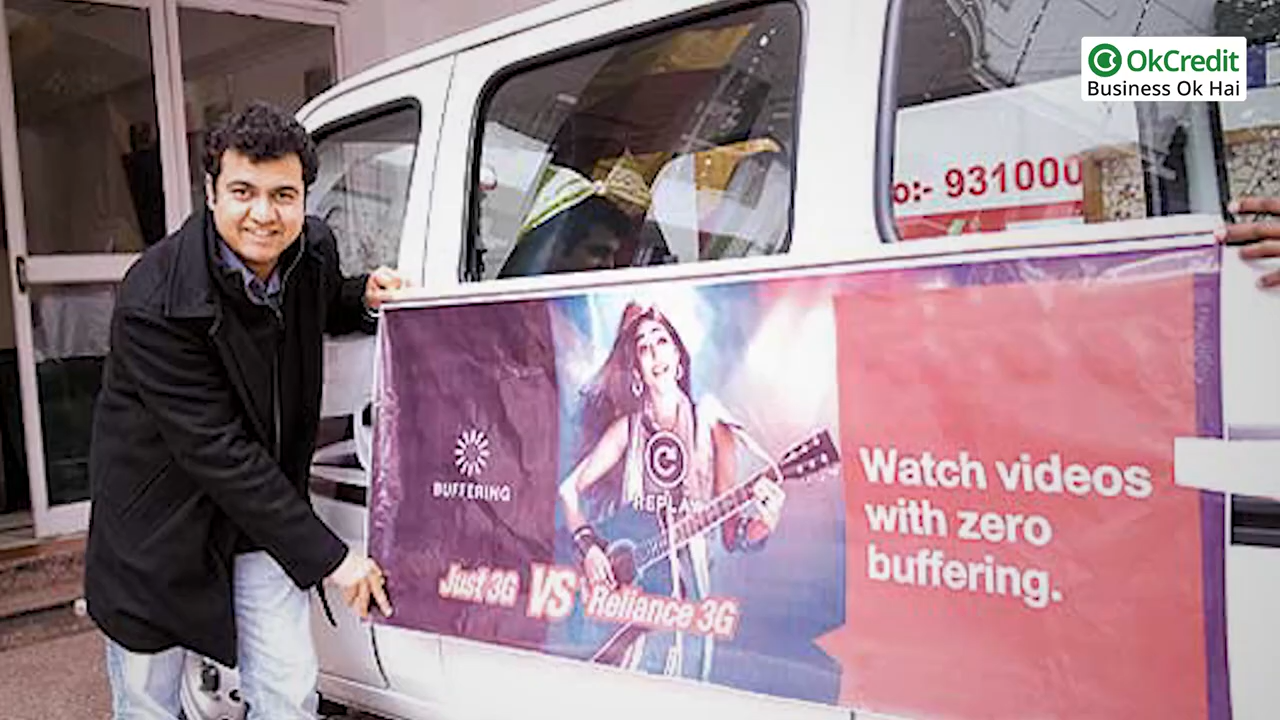 OkCredit
Business Ok Hai
o:- 931000
BUFFERING
REPLAY
Just 3G VS Reliance 3G
Watch videos
with zero
buffering.